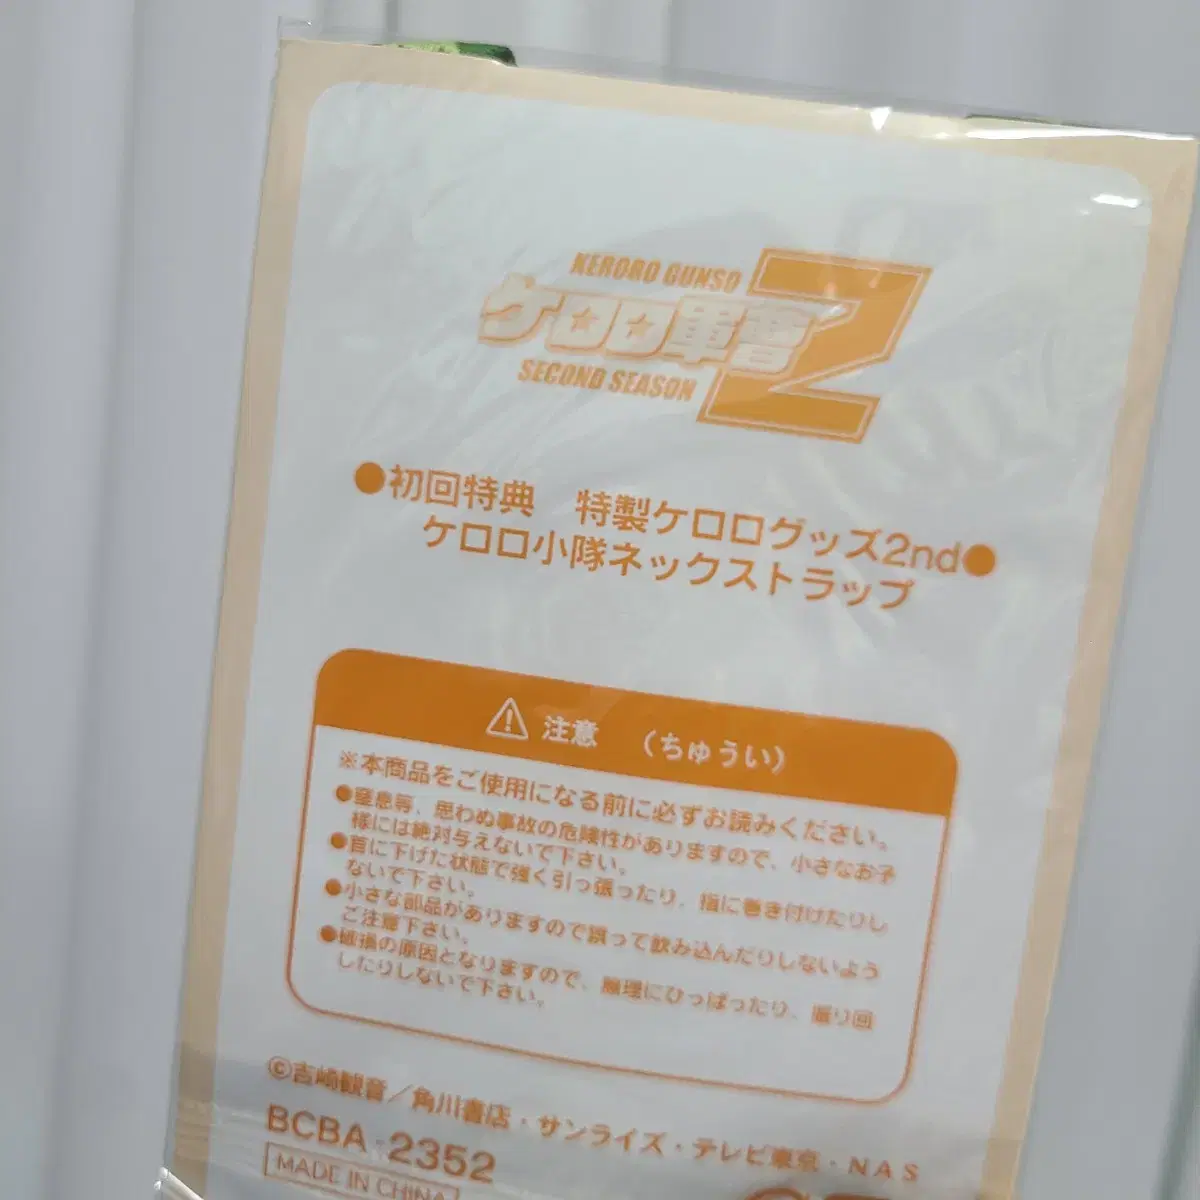 KERORO GUNSO
ケロロ軍曹 2
SECOND SEASON
●初回特典　特製ケロログッズ2nd●
ケロロ小隊ネックストラップ
注意　（ちゅうい）
※本商品をご使用になる前に必ずお読みください。
●窒息等、思わぬ事故の危険性がありますので、小さなお子
様には絶対与えないで下さい。
●首に下げた状態で強く引っ張ったり、指に巻き付けたりし
ないで下さい。
●小さな部品がありますので誤って飲み込んだりしないよう
ご注意下さい。
●破損の原因となりますので、無理にひっぱったり、振り回
したりしないで下さい。
©吉崎観音／角川書店・サンライズ・テレビ東京・NAS
BCBA-2352
MADE IN CHINA